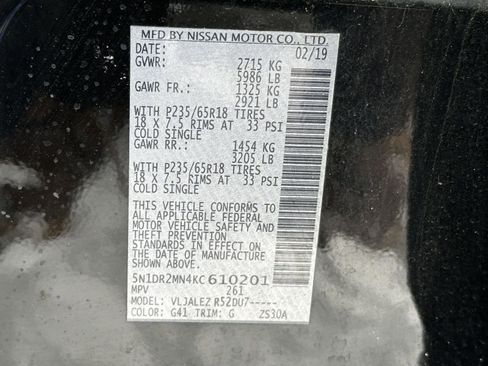 MFD BY NISSAN MOTOR CO., LTD.
DATE: 02/19
GVWR: 2715 KG
5986 LB
GAWR FR.: 1325 KG
2921 LB
WITH P235/65R18 TIRES
18 X 7.5 RIMS AT 33 PSI
COLD SINGLE
GAWR RR.: 1454 KG
3205 LB
WITH P235/65R18 TIRES
18 X 7.5 RIMS AT 33 PSI
COLD SINGLE
THIS VEHICLE CONFORMS TO
ALL APPLICABLE FEDERAL
MOTOR VEHICLE SAFETY AND
THEFT PREVENTION
STANDARDS IN EFFECT ON
THE DATE OF MANUFACTURE
SHOWN ABOVE.
5N1DR2MN4KC610201
MPV 261
MODEL: VLJALEZ R52DU7-----
COLOR: G41 TRIM: G ZS30A